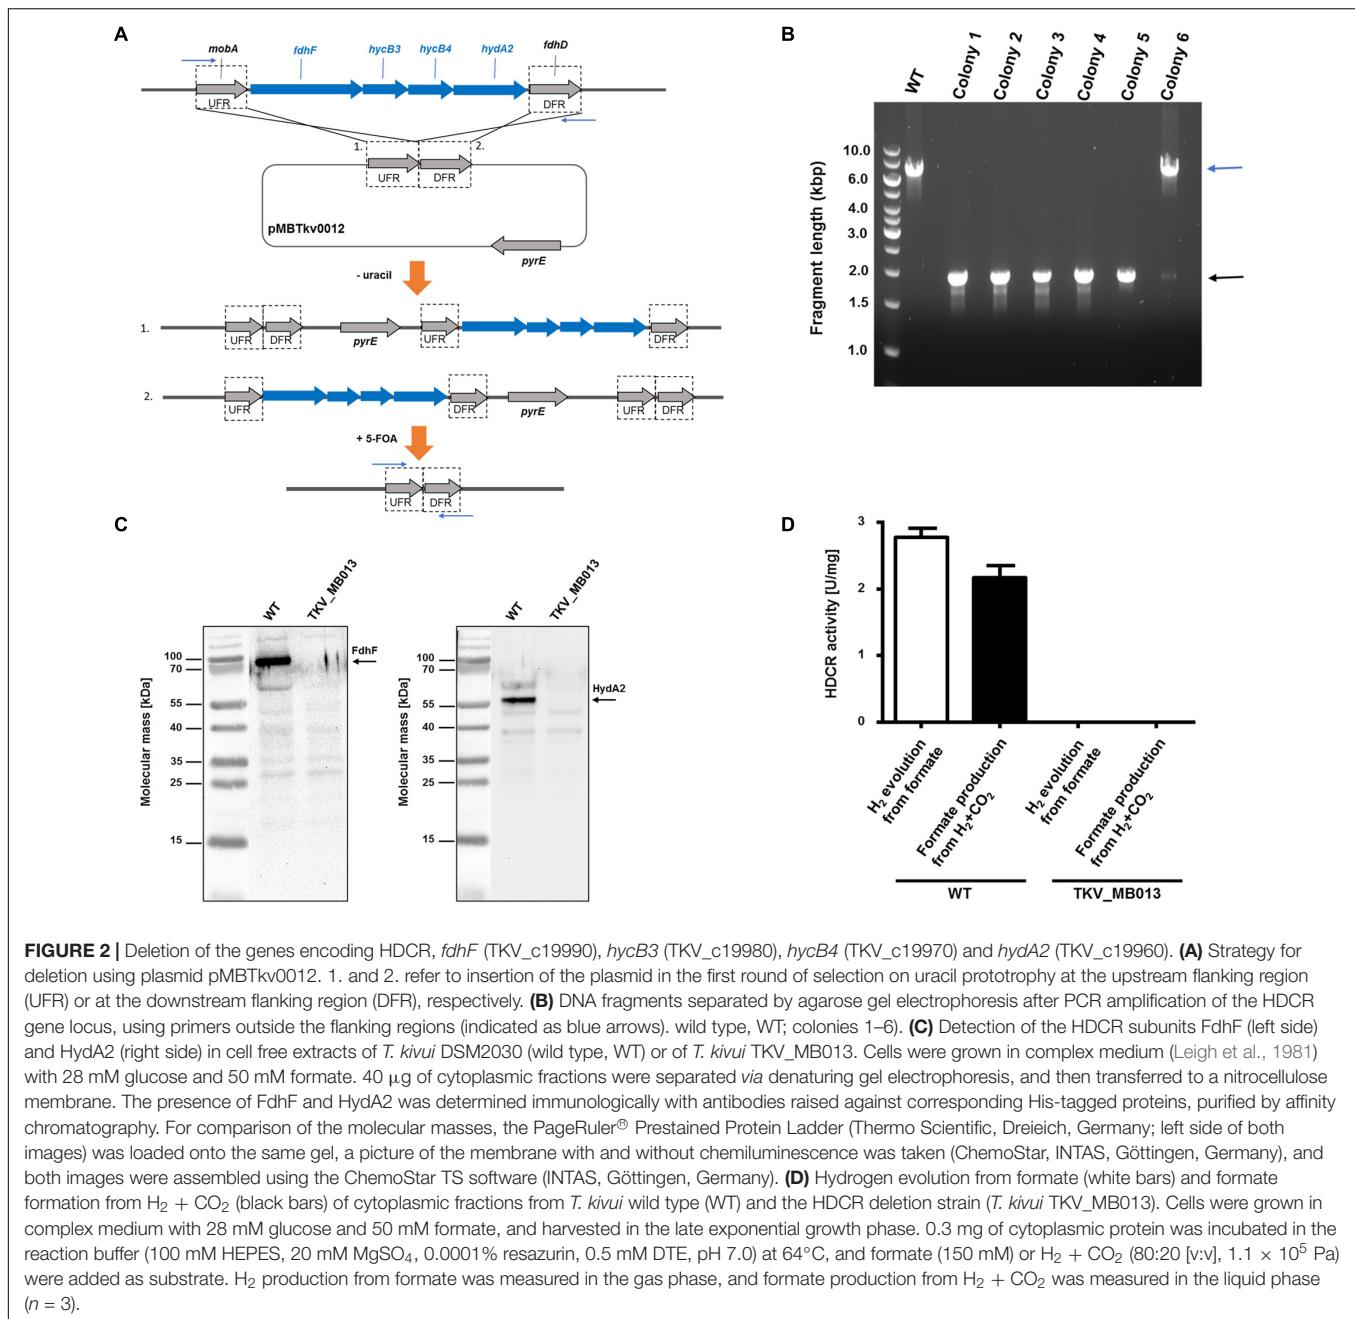 A
mobA fdhF hycB3 hycB4 hydA2 fdhD
UFR DFR
1. 2.
UFR DFR
pMBTkv0012
pyrE
- uracil
1.
UFR DFR pyrE UFR DFR
2.
UFR DFR pyrE UFR DFR
+ 5-FOA
UFR DFR
B
WT Colony 1 Colony 2 Colony 3 Colony 4 Colony 5 Colony 6
Fragment length (kbp)
10.0
6.0
4.0
3.0
2.0
1.5
1.0
C
WT TKV_MB013
Molecular mass [kDa]
100
70
55
40
35
25
15
FdhF
WT TKV_MB013
Molecular mass [kDa]
100
70
55
40
35
25
15
HydA2
D
HDCR activity [U/mg]
3
2
1
0
H2 evolution from formate
Formate production from H2+CO2
H2 evolution from formate
Formate production from H2+CO2
WT TKV_MB013
FIGURE 2 | Deletion of the genes encoding HDCR, fdhF (TKV_c19990), hycB3 (TKV_c19980), hycB4 (TKV_c19970) and hydA2 (TKV_c19960). (A) Strategy for
deletion using plasmid pMBTkv0012. 1. and 2. refer to insertion of the plasmid in the first round of selection on uracil prototrophy at the upstream flanking region
(UFR) or at the downstream flanking region (DFR), respectively. (B) DNA fragments separated by agarose gel electrophoresis after PCR amplification of the HDCR
gene locus, using primers outside the flanking regions (indicated as blue arrows). wild type, WT; colonies 1–6). (C) Detection of the HDCR subunits FdhF (left side)
and HydA2 (right side) in cell free extracts of T. kivui DSM2030 (wild type, WT) or of T. kivui TKV_MB013. Cells were grown in complex medium (Leigh et al., 1981)
with 28 mM glucose and 50 mM formate. 40 μg of cytoplasmic fractions were separated via denaturing gel electrophoresis, and then transferred to a nitrocellulose
membrane. The presence of FdhF and HydA2 was determined immunologically with antibodies raised against corresponding His-tagged proteins, purified by affinity
chromatography. For comparison of the molecular masses, the PageRuler® Prestained Protein Ladder (Thermo Scientific, Dreieich, Germany; left side of both
images) was loaded onto the same gel, a picture of the membrane with and without chemiluminescence was taken (ChemoStar, INTAS, Göttingen, Germany), and
both images were assembled using the ChemoStar TS software (INTAS, Göttingen, Germany). (D) Hydrogen evolution from formate (white bars) and formate
formation from H2 + CO2 (black bars) of cytoplasmic fractions from T. kivui wild type (WT) and the HDCR deletion strain (T. kivui TKV_MB013). Cells were grown in
complex medium with 28 mM glucose and 50 mM formate, and harvested in the late exponential growth phase. 0.3 mg of cytoplasmic protein was incubated in the
reaction buffer (100 mM HEPES, 20 mM MgSO4, 0.0001% resazurin, 0.5 mM DTE, pH 7.0) at 64°C, and formate (150 mM) or H2 + CO2 (80:20 [v:v], 1.1 × 10⁵ Pa)
were added as substrate. H2 production from formate was measured in the gas phase, and formate production from H2 + CO2 was measured in the liquid phase
(n = 3).